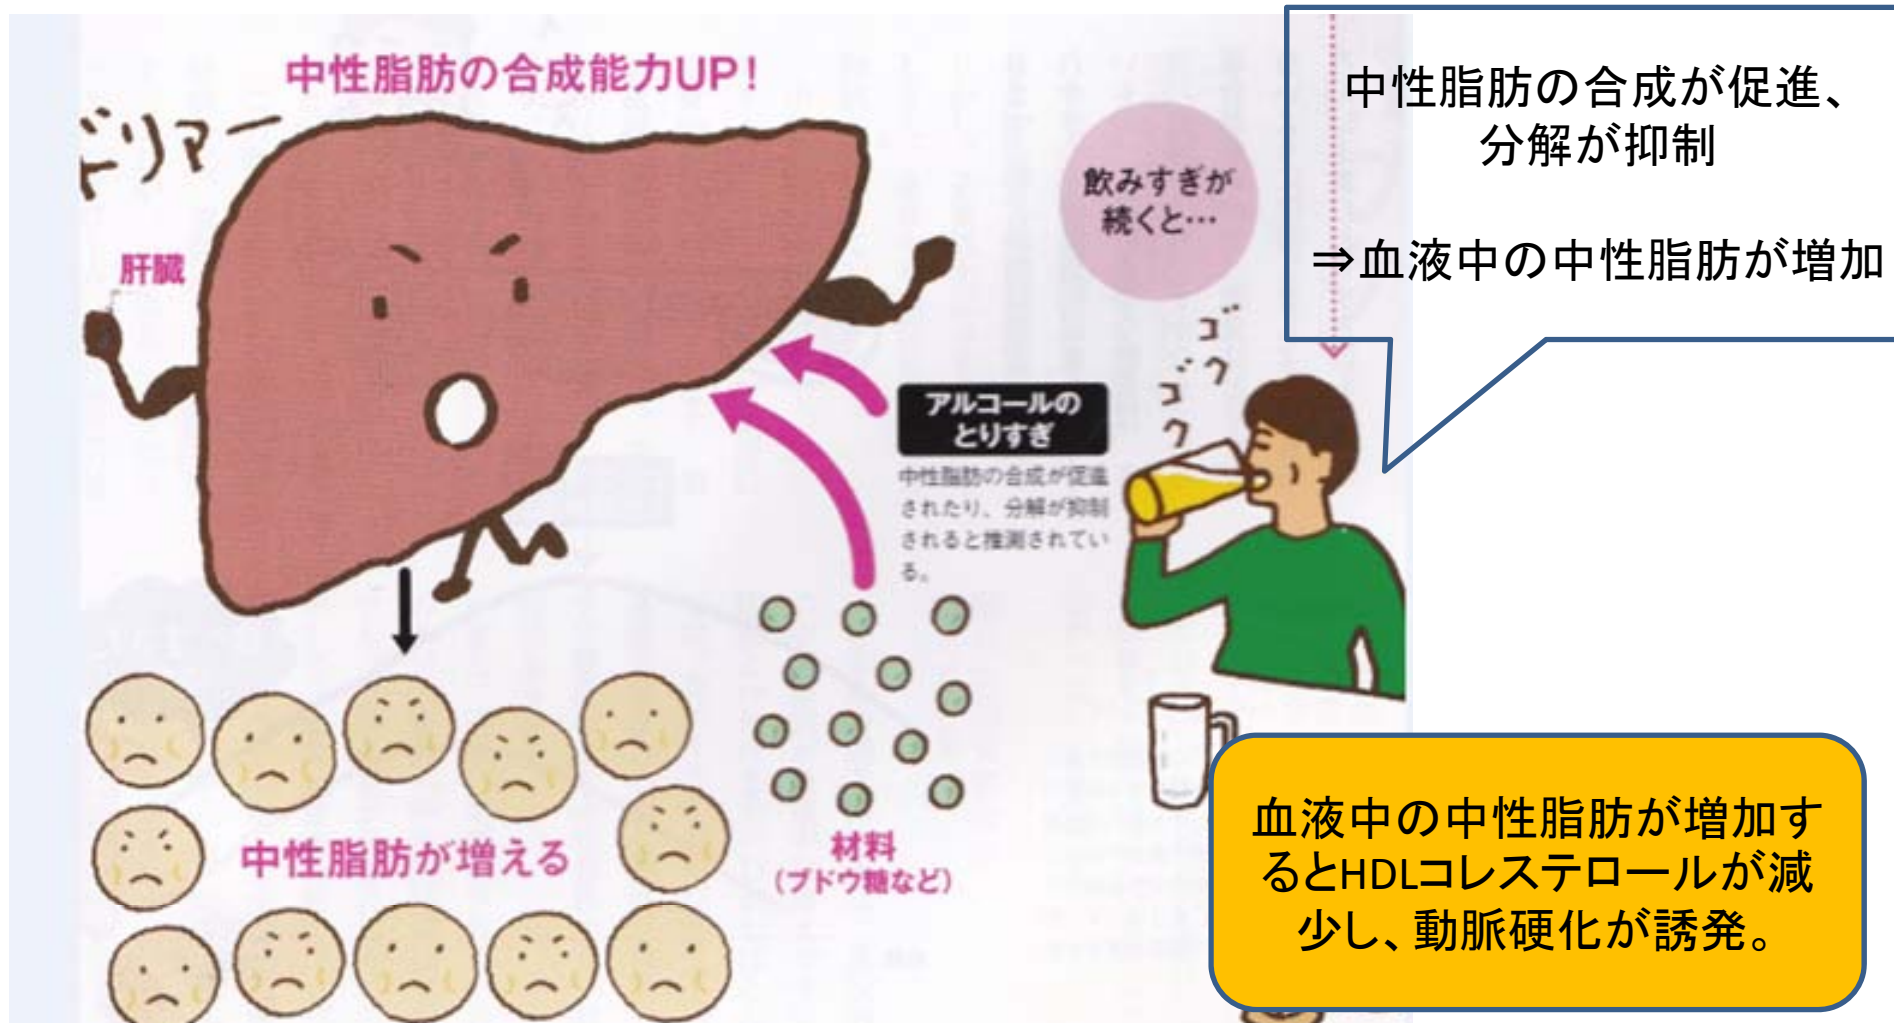 中性脂肪の合成能力UP!
ドリアー
肝臓
飲みすぎが
続くと…
中性脂肪の合成が促進、
分解が抑制
⇒血液中の中性脂肪が増加
ゴク
ゴク
アルコールの
とりすぎ
中性脂肪の合成が促進
されたり、分解が抑制
されると推測されてい
る。
中性脂肪が増える
材料
(ブドウ糖など)
血液中の中性脂肪が増加す
るとHDLコレステロールが減
少し、動脈硬化が誘発。